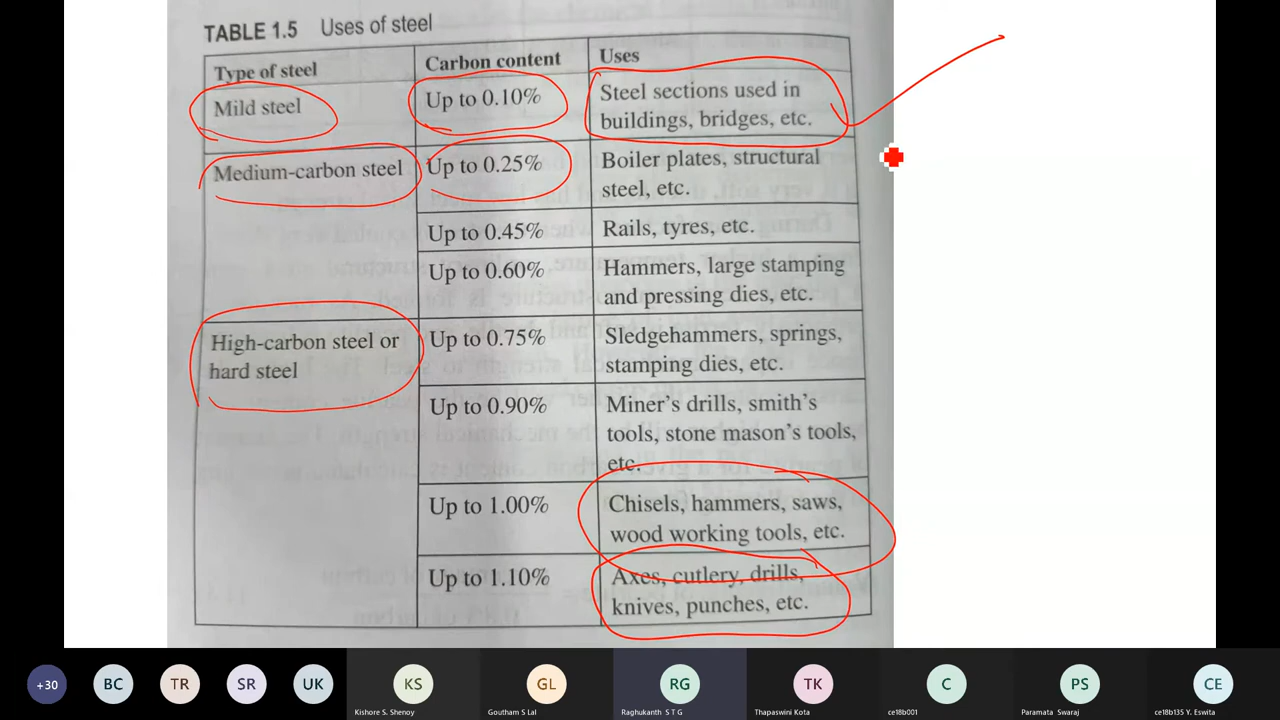 TABLE 1.5 Uses of steel
Type of steel Carbon content Uses
Mild steel Up to 0.10% Steel sections used in
buildings, bridges, etc.
Medium-carbon steel Up to 0.25% Boiler plates, structural
steel, etc.
Up to 0.45% Rails, tyres, etc.
Up to 0.60% Hammers, large stamping
and pressing dies, etc.
High-carbon steel or Up to 0.75% Sledgehammers, springs,
hard steel stamping dies, etc.
Up to 0.90% Miner's drills, smith's
tools, stone mason's tools,
etc.
Up to 1.00% Chisels, hammers, saws,
wood working tools, etc.
Up to 1.10% Axes, cutlery, drills,
knives, punches, etc.
+30 BC TR SR UK KS GL RG TK C PS CE
Kishore S. Shenoy Goutham S Lal Raghukanth S T G Thapaswini Kota ce18b001 Paramata Swaraj ce18b135 Y. Eswita